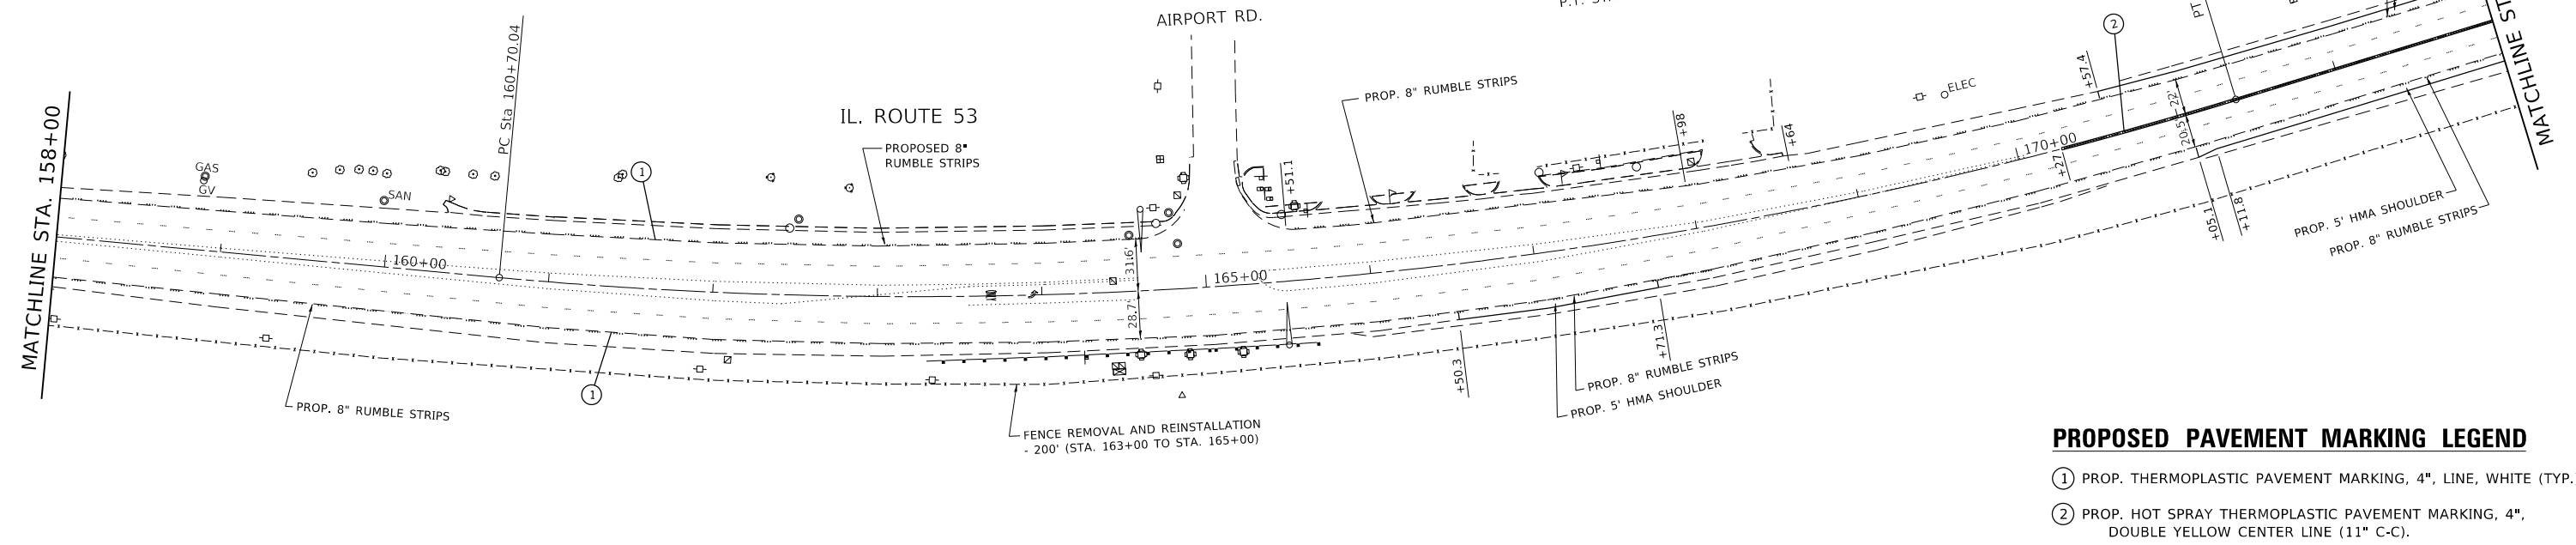 AIRPORT RD.
MATCHLINE STA. 158+00
PC Sta 160+70.04
GAS
GV
SAN
IL. ROUTE 53
PROPOSED 8"
RUMBLE STRIPS
1
160+00
31.6'
28.7'
165+00
+51.1
PROP. 8" RUMBLE STRIPS
+98
+64
ELEC
+57.4
2
PT
MATCHLINE ST
170+00
+27
20.5'
22'
+05.1
+11.8
PROP. 5' HMA SHOULDER
PROP. 8" RUMBLE STRIPS
PROP. 8" RUMBLE STRIPS
1
FENCE REMOVAL AND REINSTALLATION
- 200' (STA. 163+00 TO STA. 165+00)
+50.3
+71.3
PROP. 8" RUMBLE STRIPS
PROP. 5' HMA SHOULDER
PROPOSED PAVEMENT MARKING LEGEND
1 PROP. THERMOPLASTIC PAVEMENT MARKING, 4", LINE, WHITE (TYP.
2 PROP. HOT SPRAY THERMOPLASTIC PAVEMENT MARKING, 4",
DOUBLE YELLOW CENTER LINE (11" C-C).